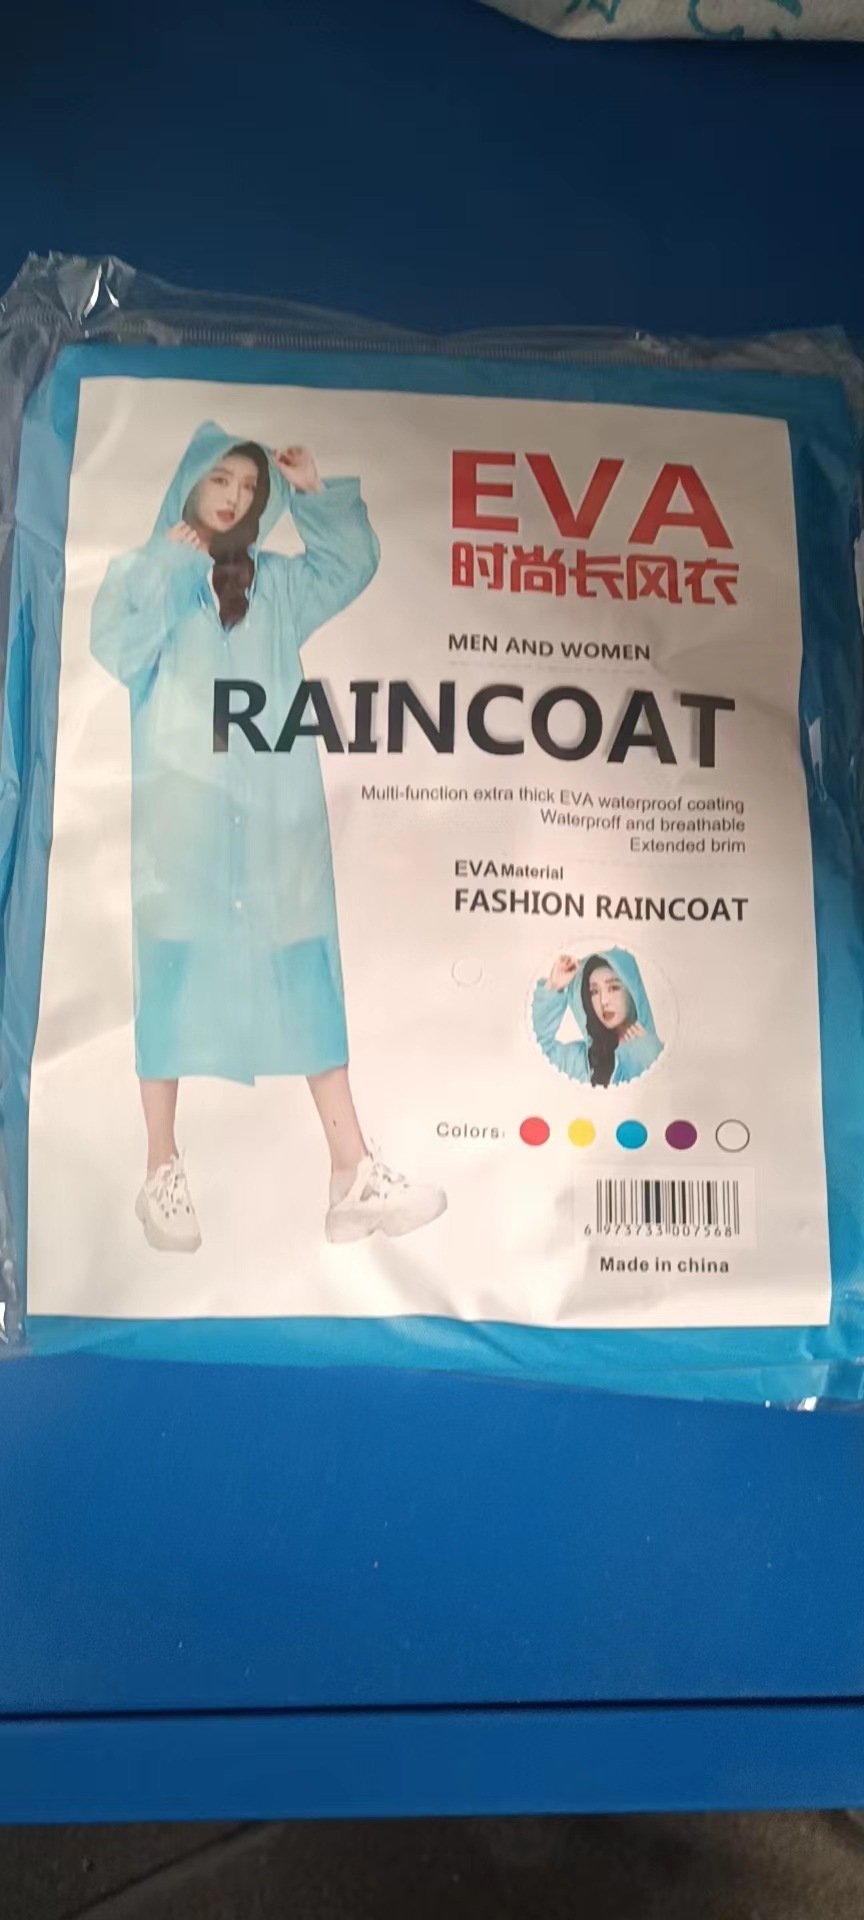 EVA
时尚长风衣
MEN AND WOMEN
RAINCOAT
Multi-function extra thick EVA waterproof coating
Waterproff and breathable
Extended brim
EVA Material
FASHION RAINCOAT
Colors:
6 973733 007568
Made in china